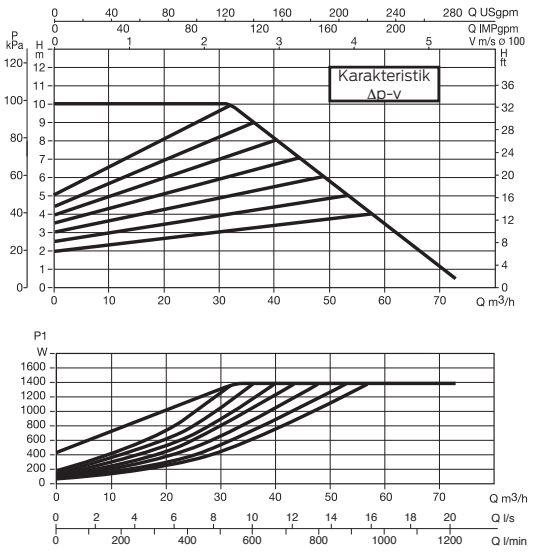 0 40 80 120 160 200 240 280 Q USgpm
0 40 80 120 160 200 Q IMPgpm
0 1 2 3 4 5 V m/s ø 100
P
kPa
H
m
H
ft
Karakteristik
Δp-v
120
100
80
60
40
20
0
12
11
10
9
8
7
6
5
4
3
2
1
0
36
32
28
24
20
16
12
8
4
0
0 10 20 30 40 50 60 70 Q m³/h
P1
W
1600
1400
1200
1000
800
600
400
200
0
0 10 20 30 40 50 60 70
Q m³/h
0 2 4 6 8 10 12 14 16 18 20 Q l/s
0 200 400 600 800 1000 1200 Q l/min